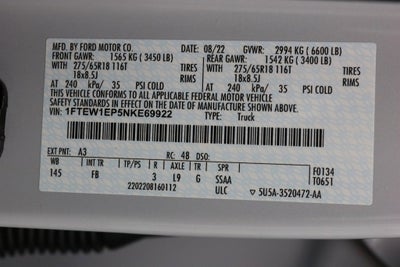 MFD. BY FORD MOTOR CO. DATE: 08/22 GVWR: 2994 KG (6600 LB)
FRONT GAWR: 1565 KG (3450 LB) REAR GAWR: 1542 KG (3400 LB)
WITH 275/65R18 116T TIRES WITH 275/65R18 116T TIRES
18x8.5J RIMS 18x8.5J RIMS
AT 240 kPa/ 35 PSI COLD AT 240 kPa/ 35 PSI COLD
THIS VEHICLE CONFORMS TO ALL APPLICABLE FEDERAL MOTOR VEHICLE
SAFETY STANDARDS IN EFFECT ON THE DATE OF MANUFACTURE SHOWN ABOVE.
VIN: 1FTEW1EP5NKE69922 TYPE: Truck
EXT PNT: A3 RC: 48 DSO:
WB INT TR TP/PS R AX TR SPR F0134
145 FB 3 L9 G SSAA T0651
2202208160112 ULC 5U5A-3520472-AA